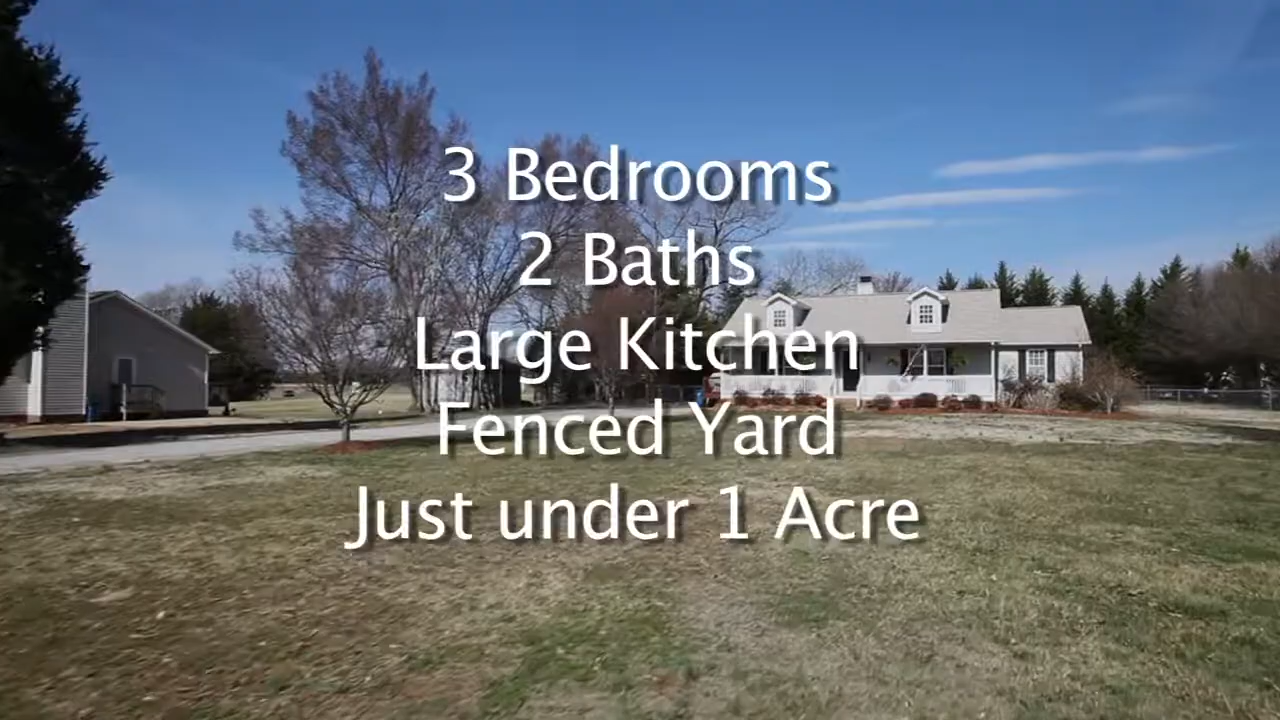 3 Bedrooms
2 Baths
Large Kitchen
Fenced Yard
Just under 1 Acre